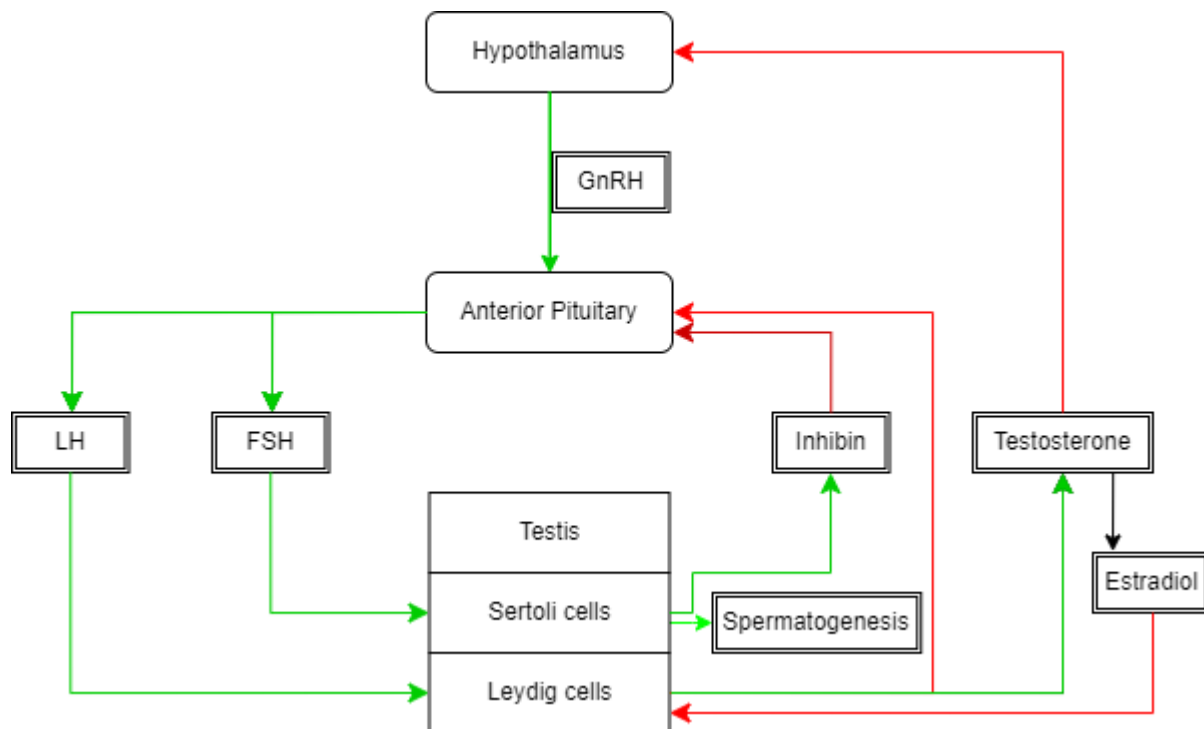 Hypothalamus
GnRH
Anterior Pituitary
LH
FSH
Inhibin
Testosterone
Testis
Estradiol
Sertoli cells
Spermatogenesis
Leydig cells